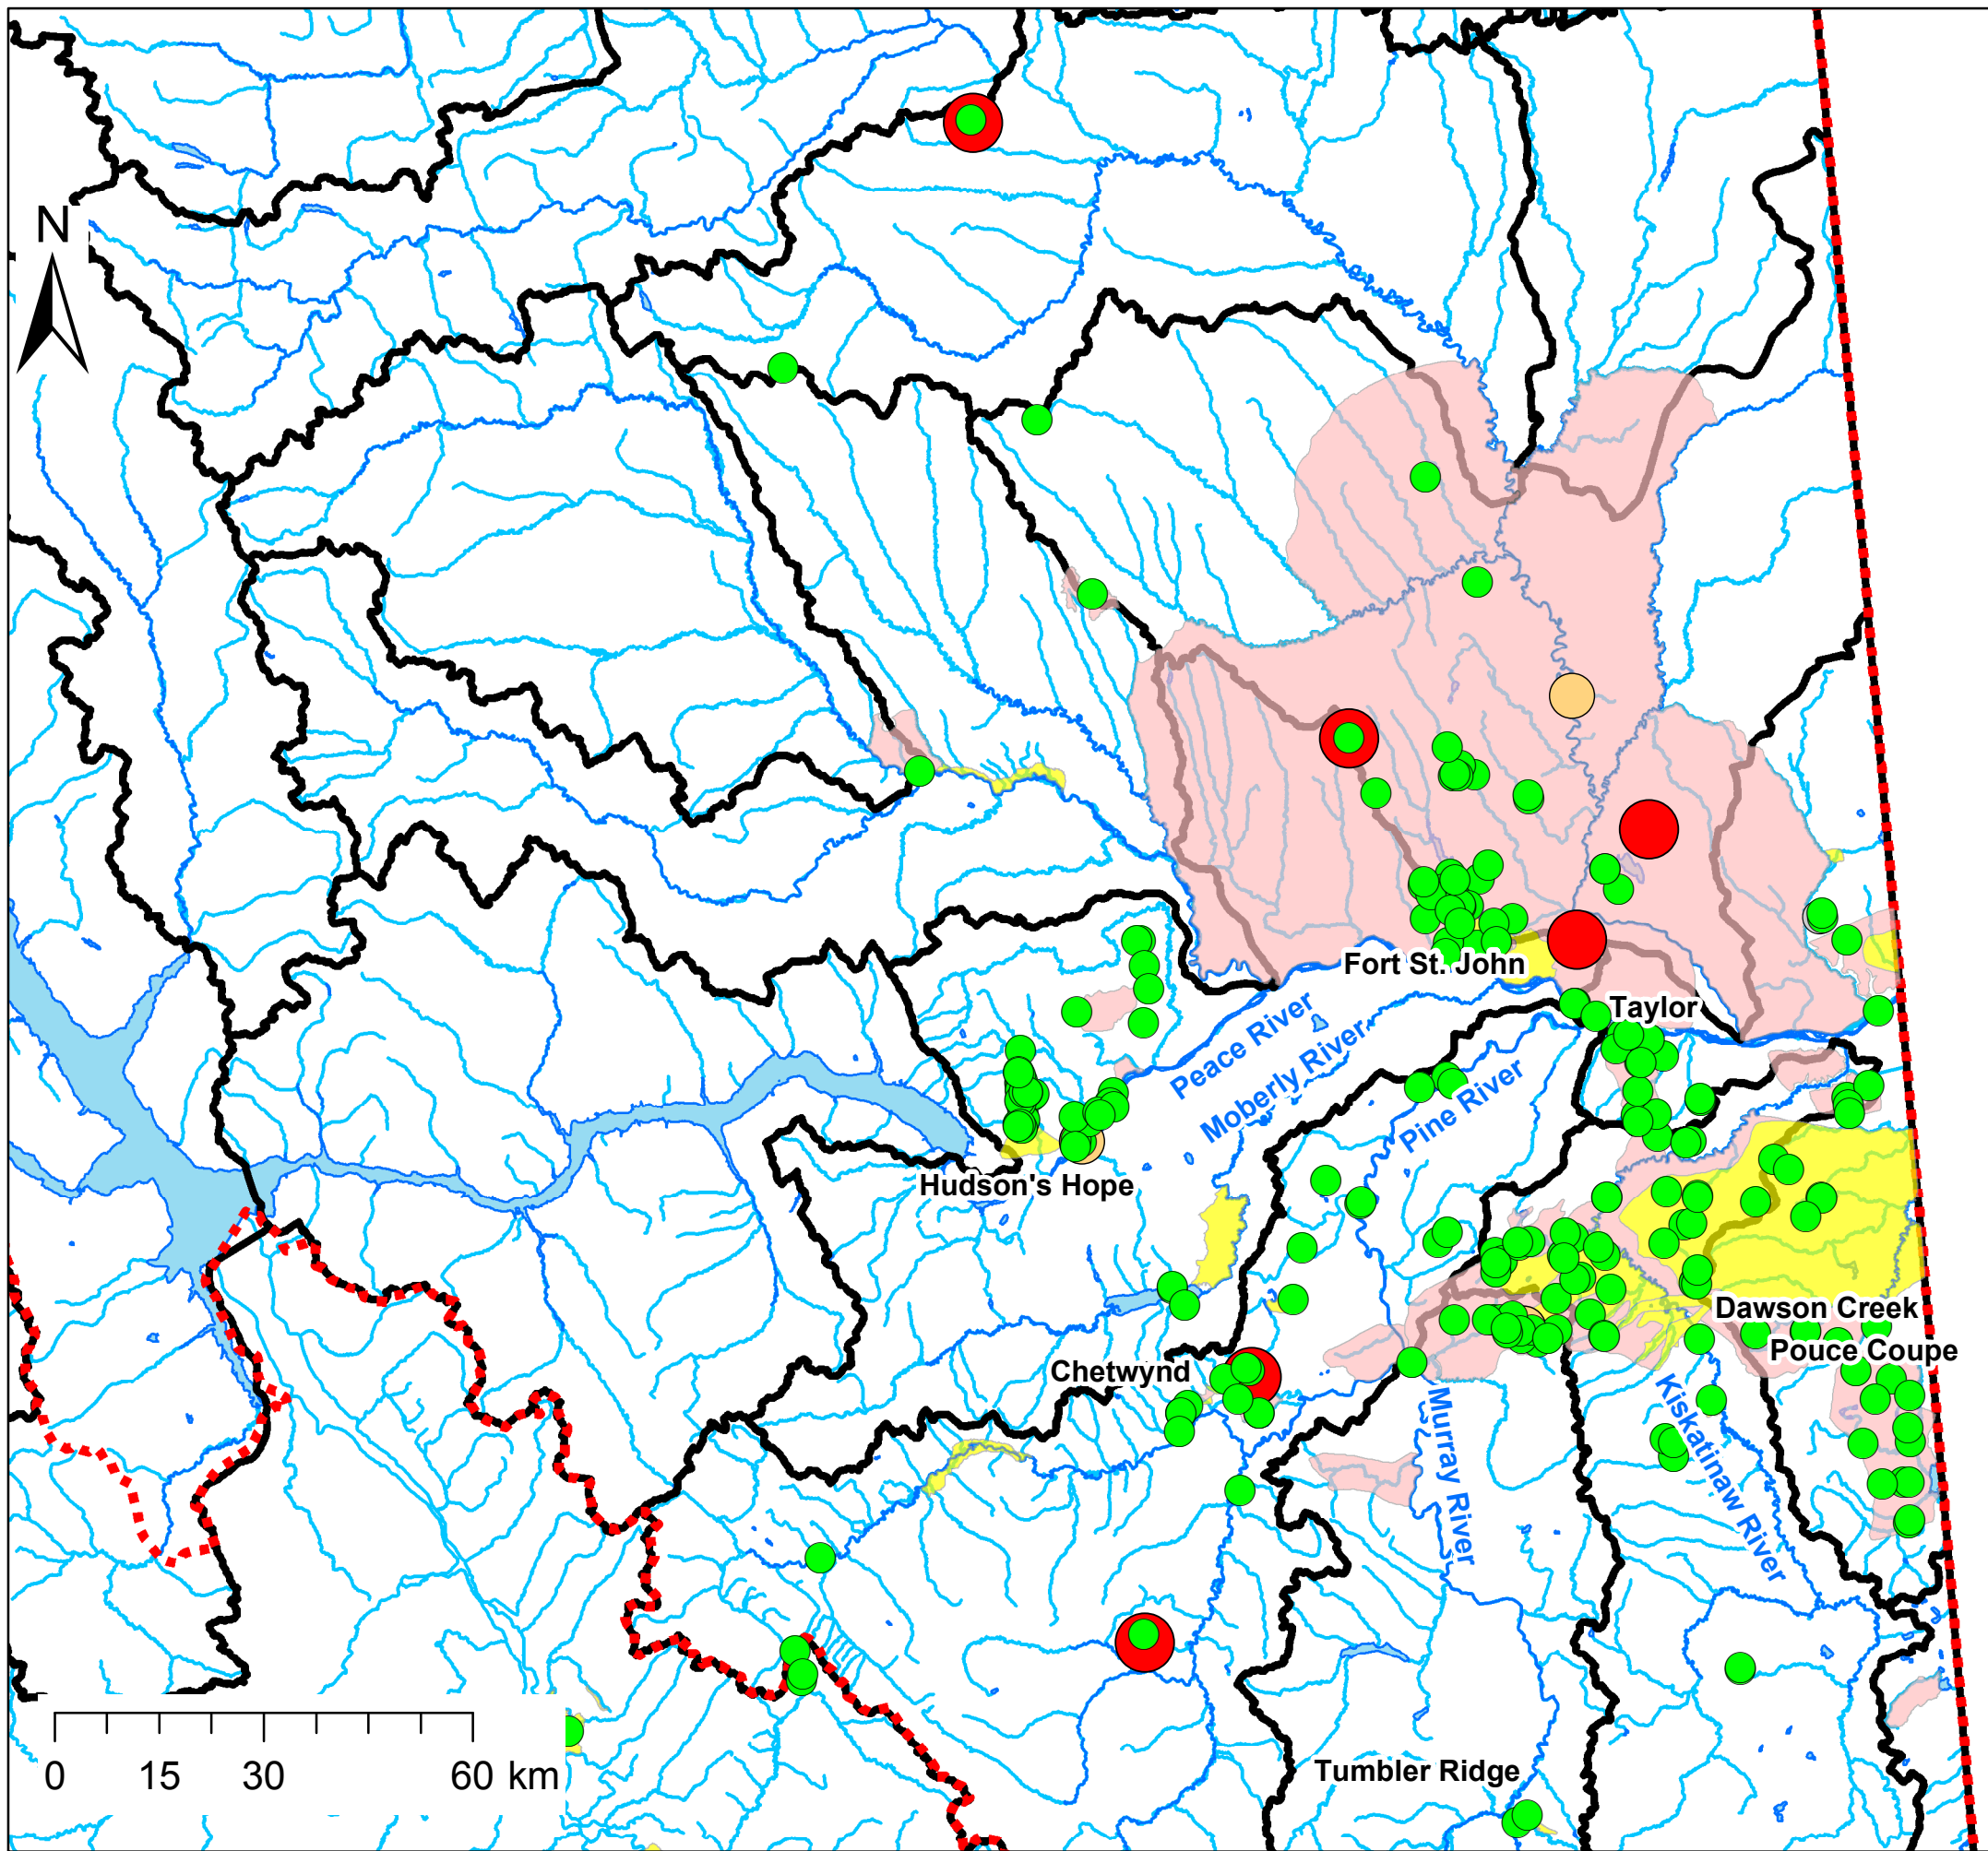 N
Fort St. John
Taylor
Peace River
Moberly River
Pine River
Hudson's Hope
Dawson Creek
Pouce Coupe
Chetwynd
Murray River
Kiskatinaw River
Tumbler Ridge
0 15 30 60 km